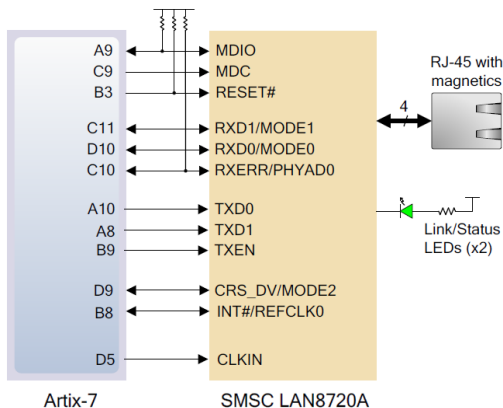 A9 MDIO
C9 MDC
B3 RESET#
C11 RXD1/MODE1
D10 RXD0/MODE0
C10 RXERR/PHYAD0
A10 TXD0
A8 TXD1
B9 TXEN
D9 CRS_DV/MODE2
B8 INT#/REFCLK0
D5 CLKIN
Artix-7
SMSC LAN8720A
4
RJ-45 with
magnetics
Link/Status
LEDs (x2)